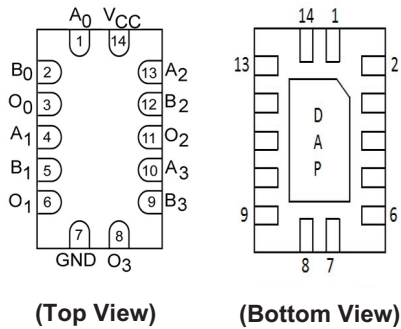 A0 VCC
1 14
B0 2 13 A2
O0 3 12 B2
A1 4 11 O2
B1 5 10 A3
O1 6 9 B3
7 8
GND O3
(Top View)
14 1
13 2
D
A
P
9 6
8 7
(Bottom View)